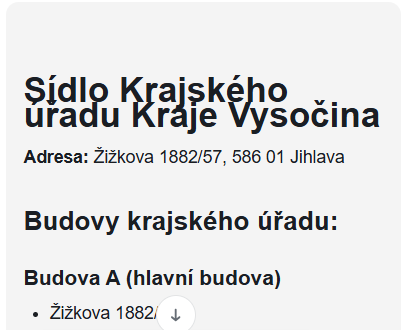 Sídlo Krajského
úřadu Kraje Vysočina
Adresa: Žižkova 1882/57, 586 01 Jihlava
Budovy krajského úřadu:
Budova A (hlavní budova)
• Žižkova 1882/